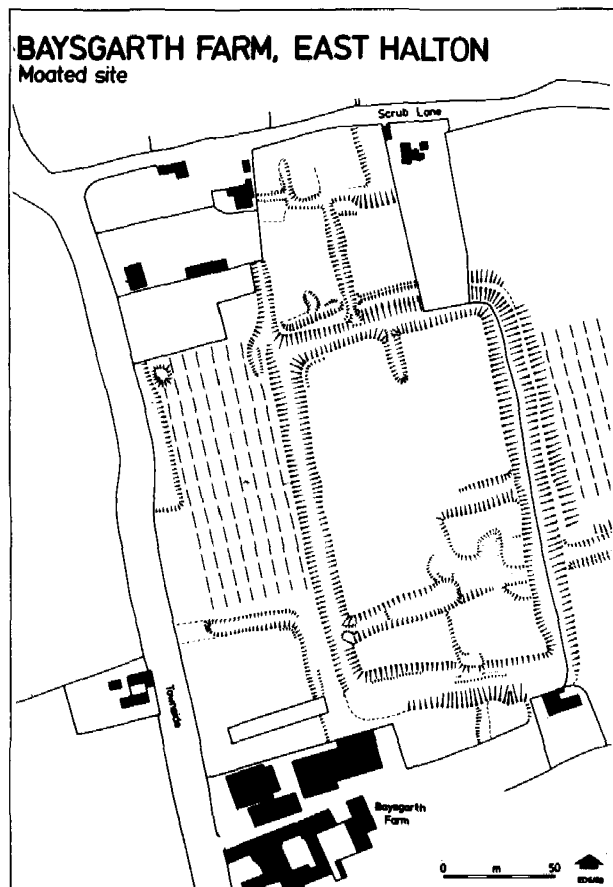 BAYSGARTH FARM, EAST HALTON
Moated site
Scrub Lane
Townside
Baysgarth
Farm
0 m 50